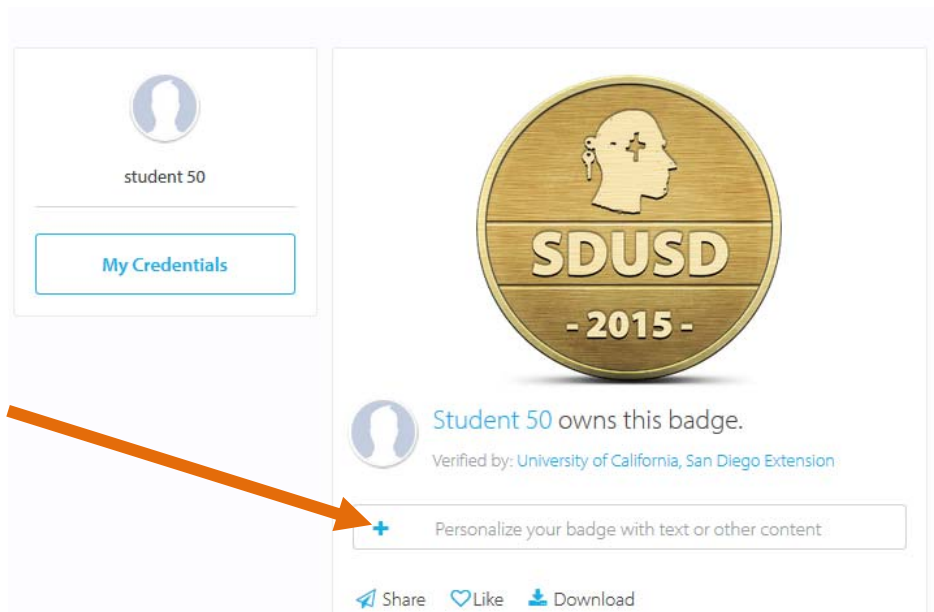 student 50
My Credentials
SDUSD
- 2015 -
Student 50 owns this badge.
Verified by: University of California, San Diego Extension
Personalize your badge with text or other content
Share Like Download